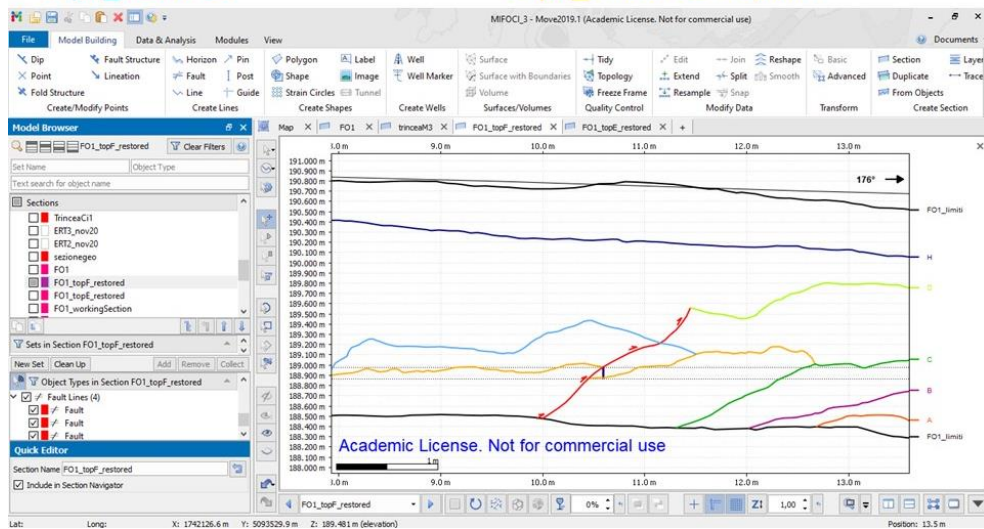 MIFOCI_3 - Move2019.1 (Academic License. Not for commercial use)
File Model Building Data & Analysis Modules View Documents
Dip Fault Structure Horizon Pin Polygon Label Well Surface Tidy Edit Join Reshape Basic Section Layer
Point Lineation Fault Post Shape Image Well Marker Surface with Boundaries Topology Extend Split Smooth Advanced Duplicate Trace
Fold Structure Line Guide Strain Circles Tunnel Volume Freeze Frame Resample Snap From Objects
Create/Modify Points Create Lines Create Shapes Create Wells Surfaces/Volumes Quality Control Modify Data Transform Create Section
Model Browser
Map FO1 trinceaM3 FO1_topF_restored FO1_topE_restored
FO1_topF_restored Clear Filters
Set Name Object Type
Text search for object name
Sections
TrinceaCi1
ERT3_nov20
ERT2_nov20
sezionegeo
FO1
FO1_topF_restored
FO1_topE_restored
FO1_workingSection
Sets in Section FO1_topF_restored
New Set Clean Up Add Remove Collect
Object Types in Section FO1_topF_restored
Fault Lines (4)
Fault
Fault
Fault
Quick Editor
Section Name FO1_topF_restored
Include in Section Navigator
9.0 m 10.0 m 11.0 m 12.0 m 13.0 m
191.000 m
190.900 m
190.800 m
190.700 m
190.600 m
190.500 m
190.400 m
190.300 m
190.200 m
190.100 m
190.000 m
189.900 m
189.800 m
189.700 m
189.600 m
189.500 m
189.400 m
189.300 m
189.200 m
189.100 m
189.000 m
188.900 m
188.800 m
188.700 m
188.600 m
188.500 m
188.400 m
188.300 m
188.200 m
188.100 m
188.000 m
176°
FO1_limiti
H
G
C
B
A
FO1_limiti
Academic License. Not for commercial use
1 m
9.0 m 10.0 m 11.0 m 12.0 m 13.0 m
FO1_topF_restored 0% Z: 1,00
Lat: Long: X: 1742126.6 m Y: 5093529.9 m Z: 189.481 m (elevation) Position: 13.5 m